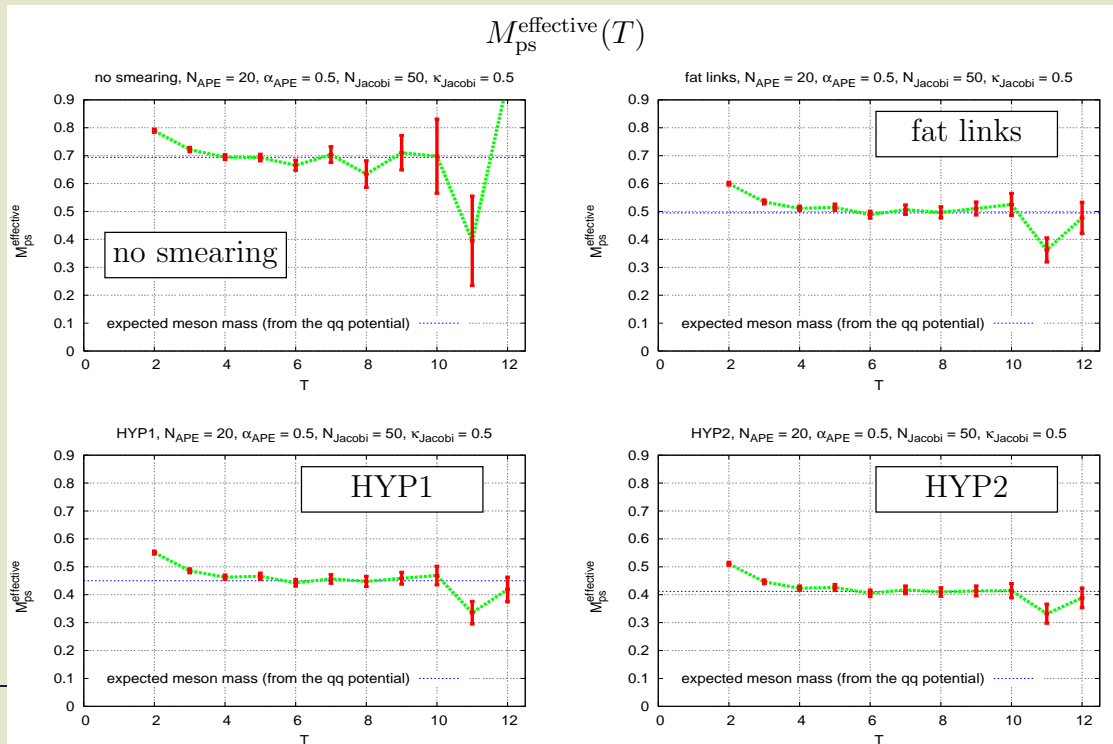 M_ps^effective(T)
no smearing, N_APE = 20, α_APE = 0.5, N_Jacobi = 50, κ_Jacobi = 0.5
0.9
0.8
0.7
0.6
0.5
0.4
0.3
0.2
0.1
0
M_ps^effective
no smearing
expected meson mass (from the qq potential)
0 2 4 6 8 10 12
T
fat links, N_APE = 20, α_APE = 0.5, N_Jacobi = 50, κ_Jacobi = 0.5
0.9
0.8
0.7
0.6
0.5
0.4
0.3
0.2
0.1
0
M_ps^effective
fat links
expected meson mass (from the qq potential)
0 2 4 6 8 10 12
T
HYP1, N_APE = 20, α_APE = 0.5, N_Jacobi = 50, κ_Jacobi = 0.5
0.9
0.8
0.7
0.6
0.5
0.4
0.3
0.2
0.1
0
M_ps^effective
HYP1
expected meson mass (from the qq potential)
0 2 4 6 8 10 12
T
HYP2, N_APE = 20, α_APE = 0.5, N_Jacobi = 50, κ_Jacobi = 0.5
0.9
0.8
0.7
0.6
0.5
0.4
0.3
0.2
0.1
0
M_ps^effective
HYP2
expected meson mass (from the qq potential)
0 2 4 6 8 10 12
T